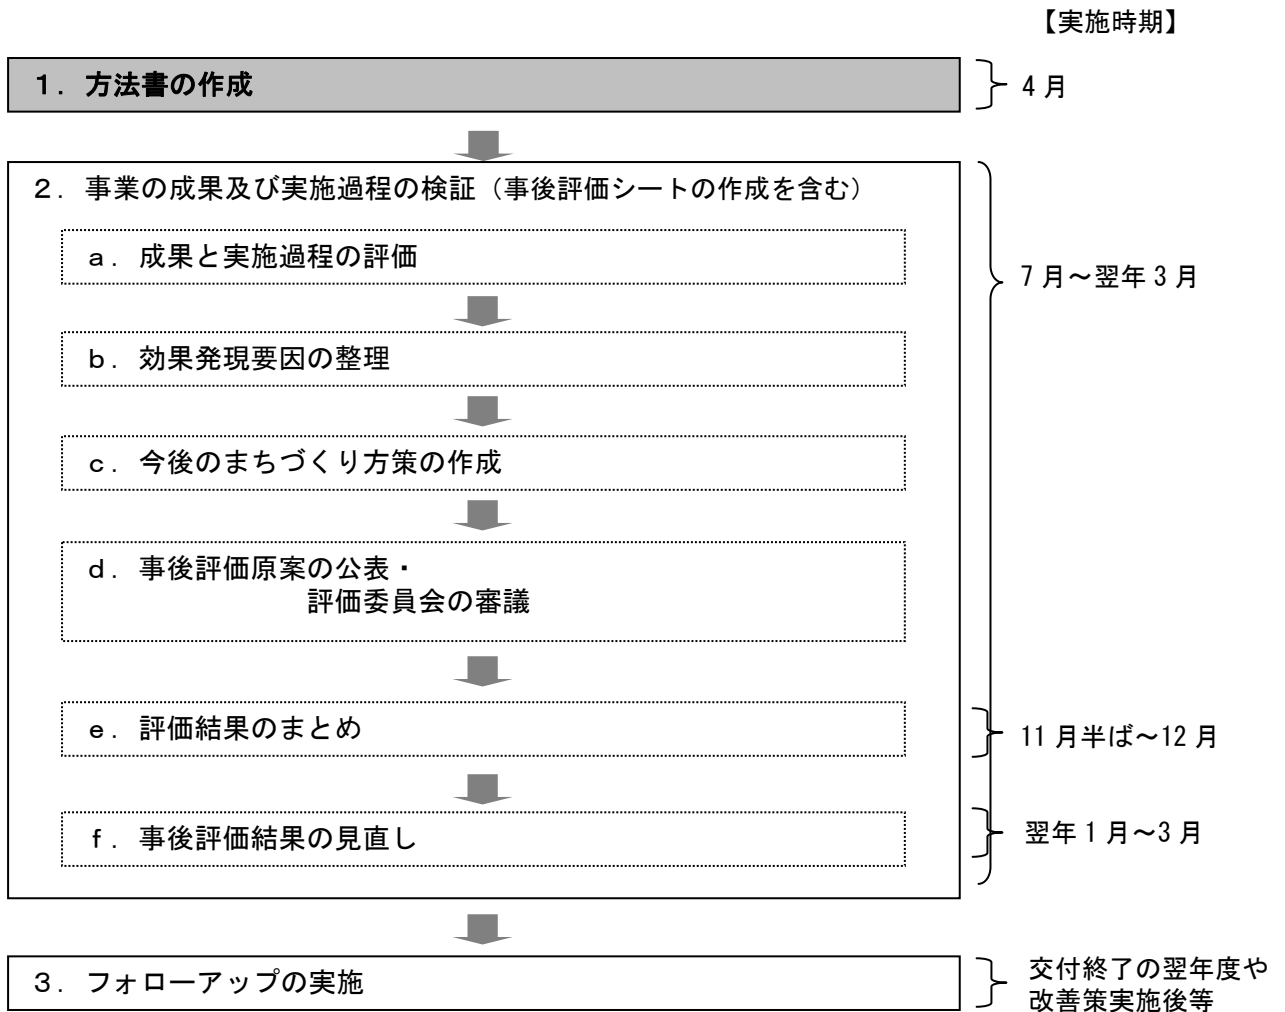 【実施時期】
１．方法書の作成
4月
２．事業の成果及び実施過程の検証（事後評価シートの作成を含む）
ａ．成果と実施過程の評価
7月～翌年3月
ｂ．効果発現要因の整理
ｃ．今後のまちづくり方策の作成
ｄ．事後評価原案の公表・
評価委員会の審議
ｅ．評価結果のまとめ
11月半ば～12月
ｆ．事後評価結果の見直し
翌年1月～3月
３．フォローアップの実施
交付終了の翌年度や
改善策実施後等